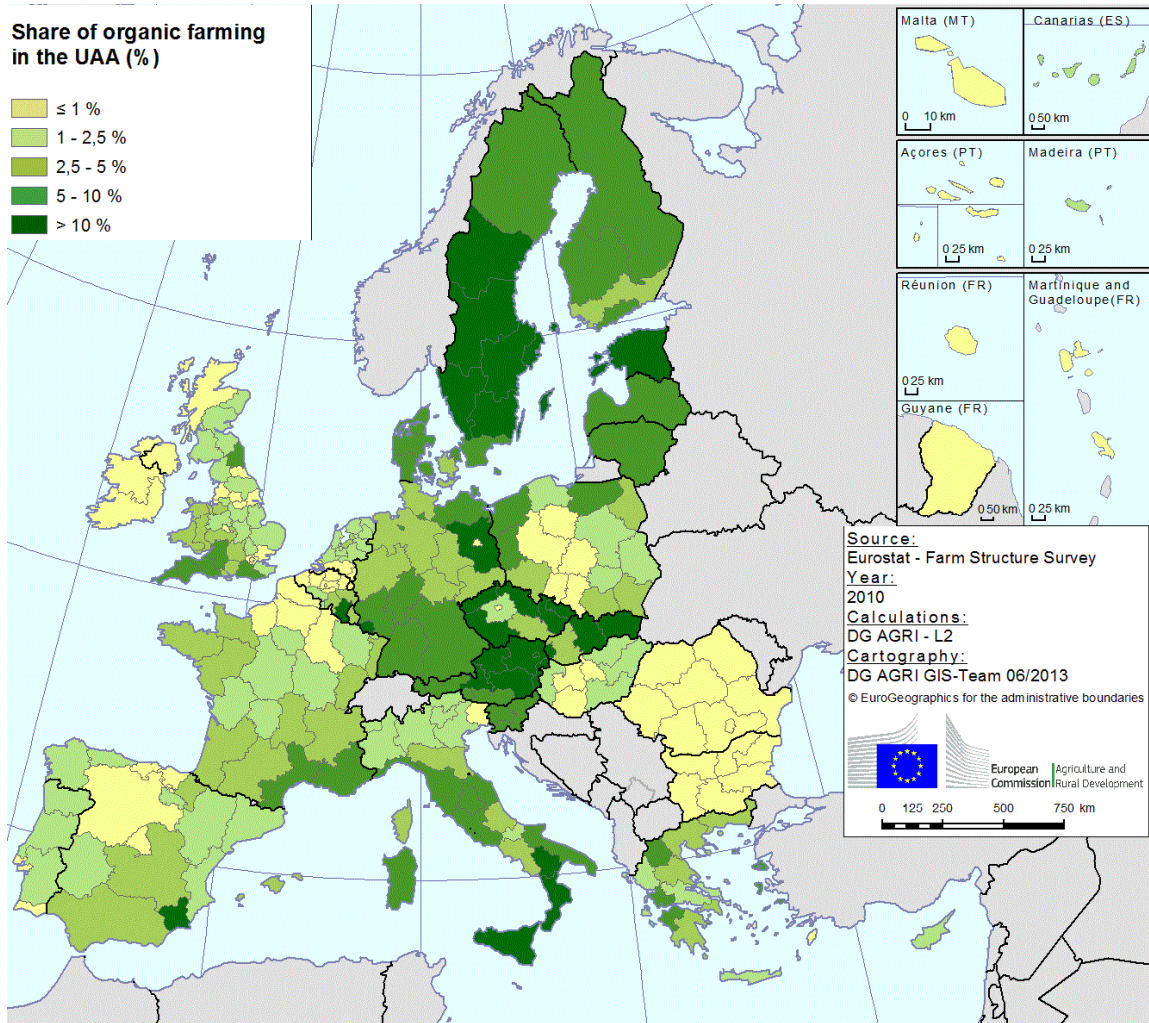 Share of organic farming
in the UAA (%)
≤ 1 %
1 - 2,5 %
2,5 - 5 %
5 - 10 %
> 10 %
Malta (MT)
0 10 km
Canarias (ES)
0 50 km
Açores (PT)
0 25 km
Madeira (PT)
0 25 km
Réunion (FR)
0 25 km
Martinique and
Guadeloupe(FR)
0 25 km
Guyane (FR)
0 50 km
Source:
Eurostat - Farm Structure Survey
Year:
2010
Calculations:
DG AGRI - L2
Cartography:
DG AGRI GIS-Team 06/2013
© EuroGeographics for the administrative boundaries
European
Commission
Agriculture and
Rural Development
0 125 250 500 750 km